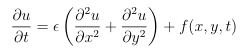 ∂u/∂t = ϵ (∂²u/∂x² + ∂²u/∂y²) + f(x, y, t)